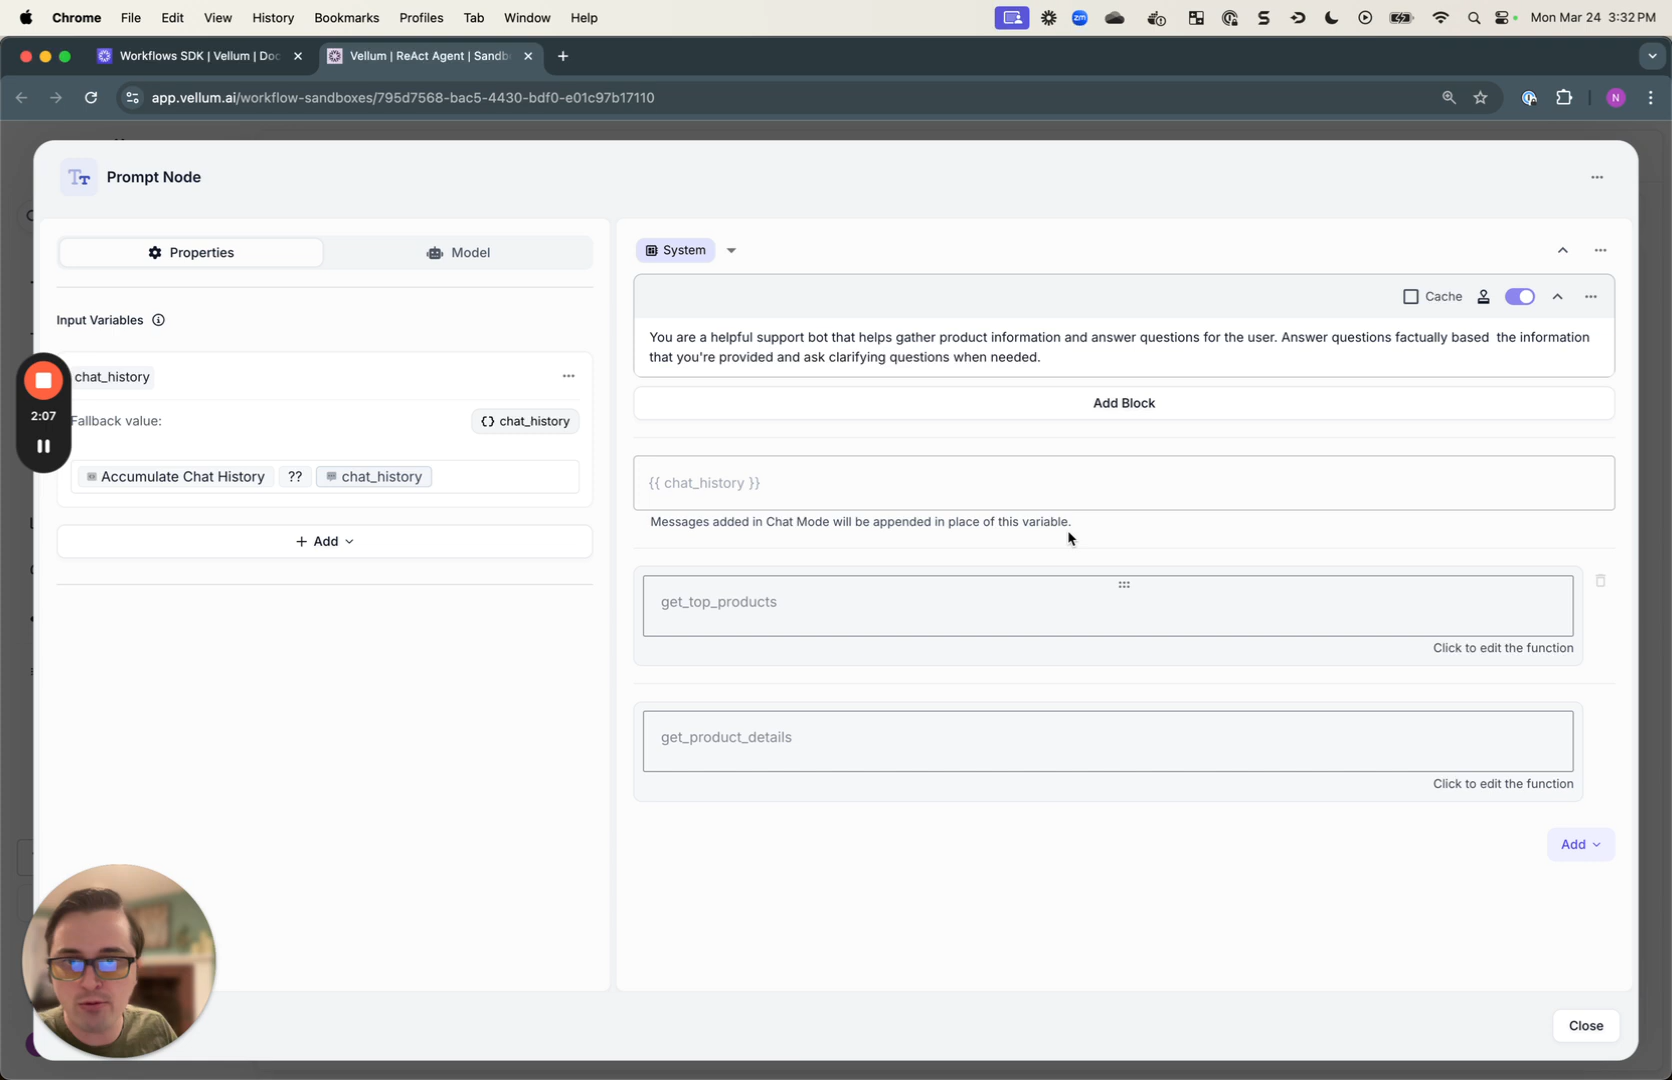 Chrome File Edit View History Bookmarks Profiles Tab Window Help
zm
Mon Mar 24 3:32 PM
Workflows SDK | Vellum | Doc
Vellum | ReAct Agent | Sandb
app.vellum.ai/workflow-sandboxes/795d7568-bac5-4430-bdf0-e01c97b17110
N
Prompt Node
Properties
Model
Input Variables
chat_history
Fallback value:
chat_history
Accumulate Chat History ?? chat_history
+ Add
2:07
System
Cache
You are a helpful support bot that helps gather product information and answer questions for the user. Answer questions factually based  the information
that you're provided and ask clarifying questions when needed.
Add Block
{{ chat_history }}
Messages added in Chat Mode will be appended in place of this variable.
get_top_products
Click to edit the function
get_product_details
Click to edit the function
Add
Close